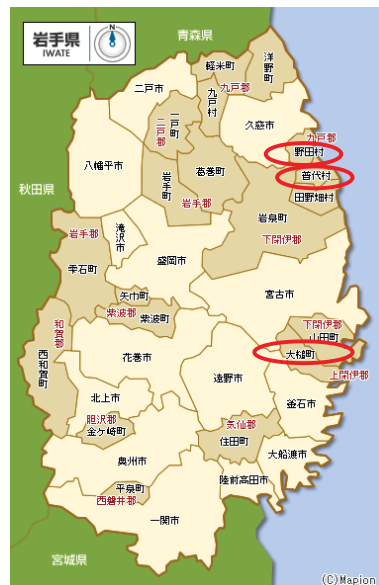 岩手県
IWATE
青森県
秋田県
宮城県
洋野町
軽米町
九戸郡
二戸市
九戸村
一戸町
二戸郡
久慈市
九戸郡
野田村
八幡平市
葛巻町
岩手町
岩手郡
普代村
田野畑村
岩泉町
下閉伊郡
滝沢市
岩手郡
雫石町
盛岡市
宮古市
矢巾町
紫波郡
紫波町
下閉伊郡
山田町
大槌町
上閉伊郡
和賀郡
西和賀町
花巻市
遠野市
釜石市
北上市
胆沢郡
金ケ崎町
気仙郡
住田町
大船渡市
奥州市
陸前高田市
平泉町
西磐井郡
一関市
(C)Mapion